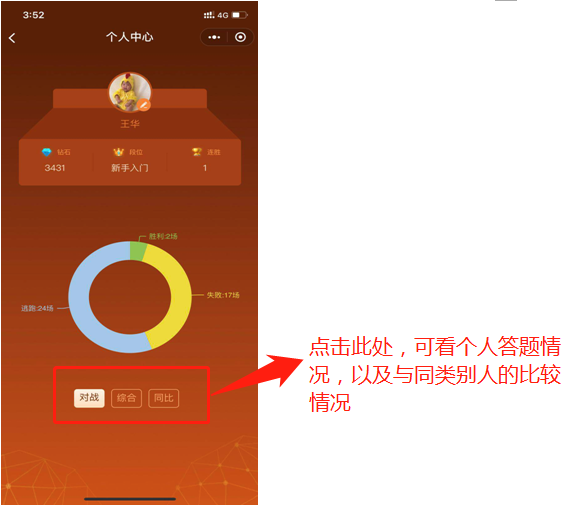 3:52
4G
个人中心
王华
钻石
段位
派数
3431
新手入门
1
胜利:2场
失败:17场
逃跑:24场
对战
综合
同比
点击此处，可看个人答题情
况，以及与同类别人的比较
情况